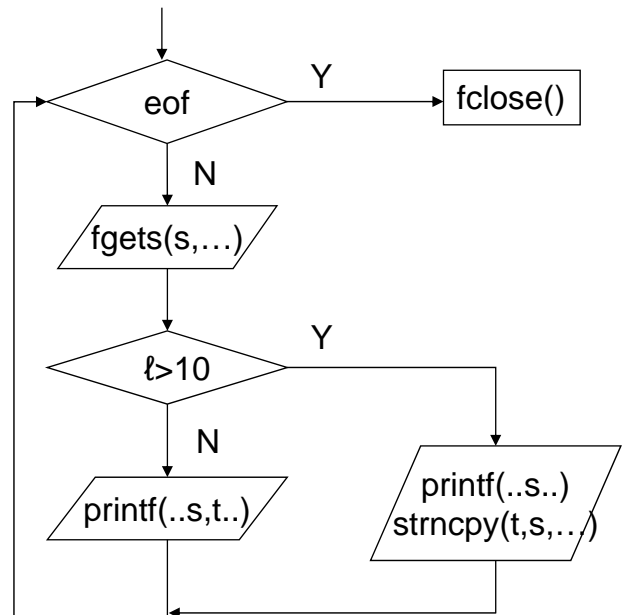 eof
Y
fclose()
N
fgets(s,…)
ℓ>10
Y
N
printf(..s,t..)
printf(..s..)
strncpy(t,s,…)